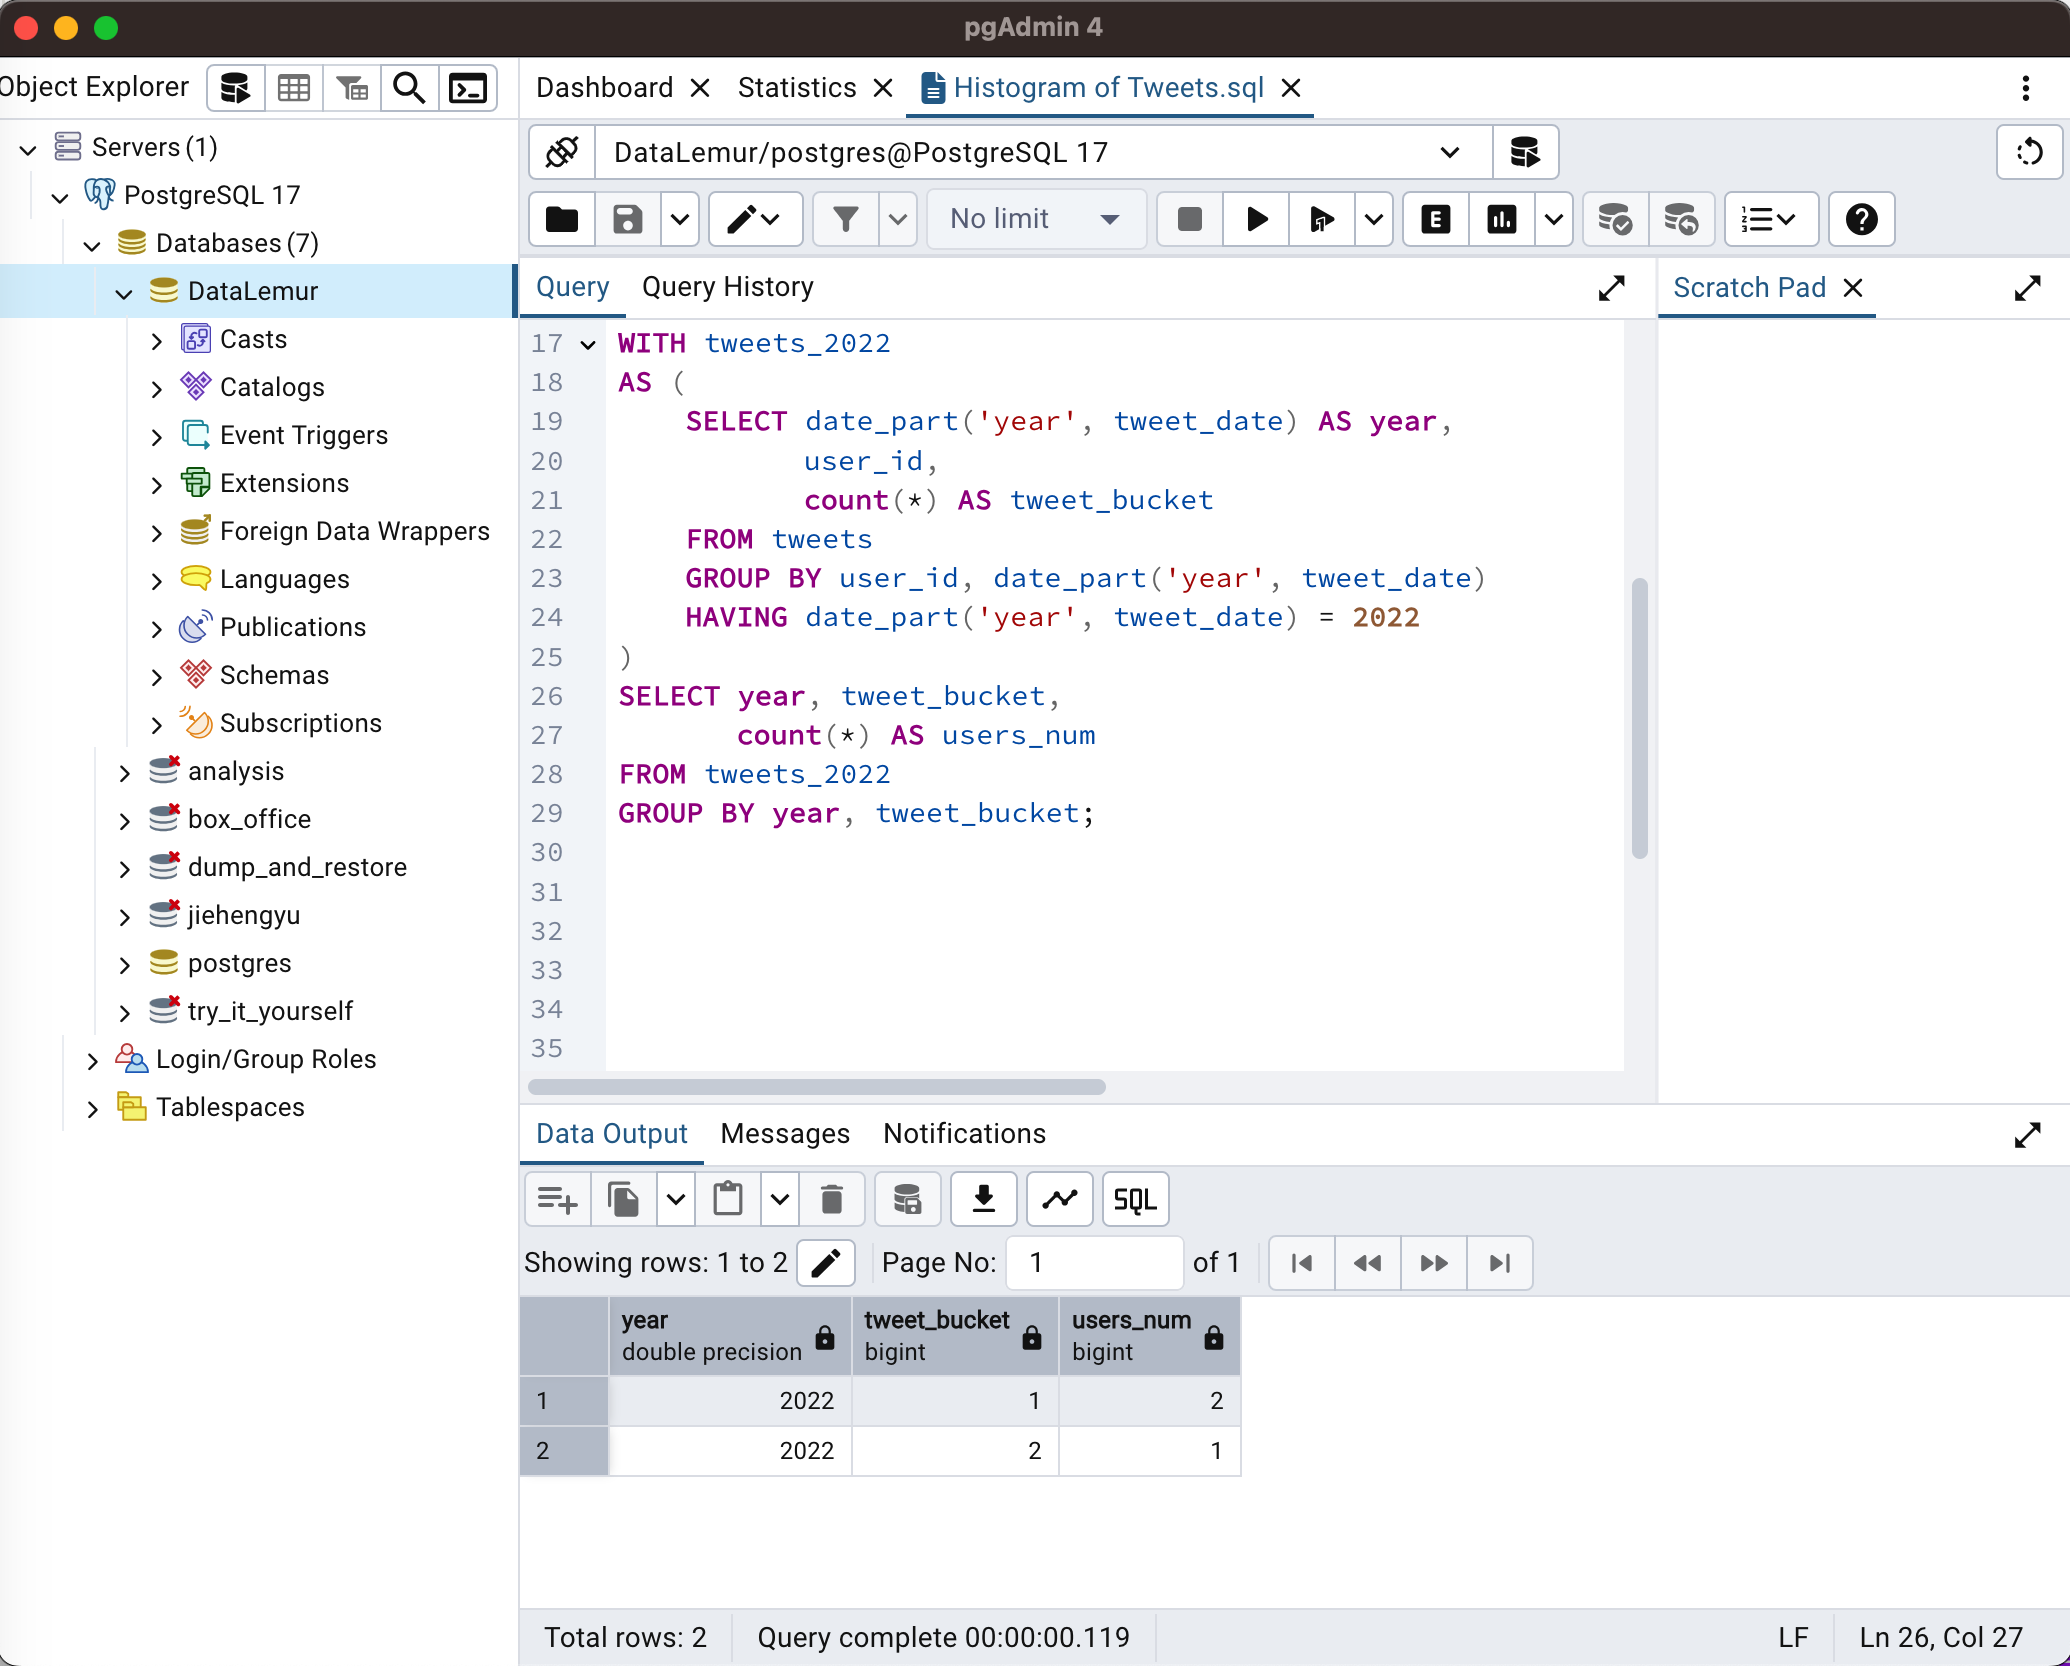 pgAdmin 4
Object Explorer
Dashboard
Statistics
Histogram of Tweets.sql
Servers (1)
PostgreSQL 17
Databases (7)
DataLemur
Casts
Catalogs
Event Triggers
Extensions
Foreign Data Wrappers
Languages
Publications
Schemas
Subscriptions
analysis
box_office
dump_and_restore
jiehengyu
postgres
try_it_yourself
Login/Group Roles
Tablespaces
DataLemur/postgres@PostgreSQL 17
No limit
E
Query
Query History
Scratch Pad
17 WITH tweets_2022
18 AS (
19     SELECT date_part('year', tweet_date) AS year,
20            user_id,
21            count(*) AS tweet_bucket
22     FROM tweets
23     GROUP BY user_id, date_part('year', tweet_date)
24     HAVING date_part('year', tweet_date) = 2022
25 )
26 SELECT year, tweet_bucket,
27        count(*) AS users_num
28 FROM tweets_2022
29 GROUP BY year, tweet_bucket;
30
31
32
33
34
35
Data Output Messages Notifications
SQL
Showing rows: 1 to 2 Page No: 1 of 1
year tweet_bucket users_num
double precision bigint bigint
1 2022 1 2
2 2022 2 1
Total rows: 2 Query complete 00:00:00.119 LF Ln 26, Col 27